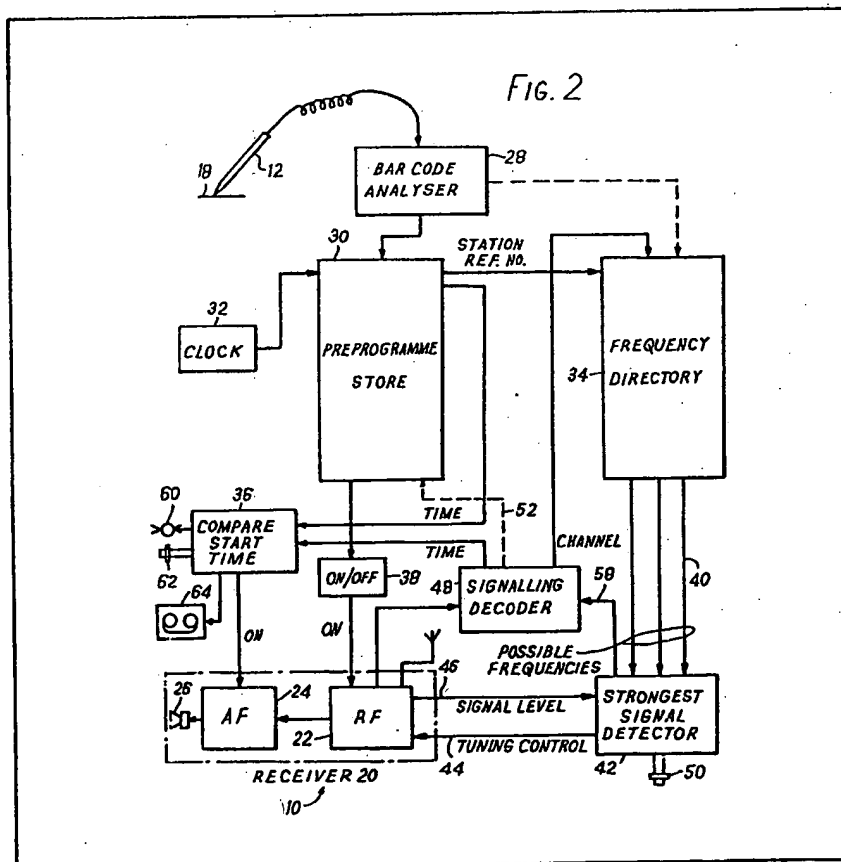 FIG. 2
18
12
BAR CODE
ANALYSER
28
30
STATION
REF. NO.
32
CLOCK
PREPROGRAMME
STORE
FREQUENCY
DIRECTORY
34
36
60
COMPARE
START
TIME
62
64
TIME
TIME
52
CHANNEL
ON/OFF
38
48
SIGNALLING
DECODER
58
40
ON
ON
POSSIBLE
FREQUENCIES
26
AF
24
RF
22
46
SIGNAL LEVEL
TUNING CONTROL
44
STRONGEST
SIGNAL
DETECTOR
42
50
RECEIVER 20
10